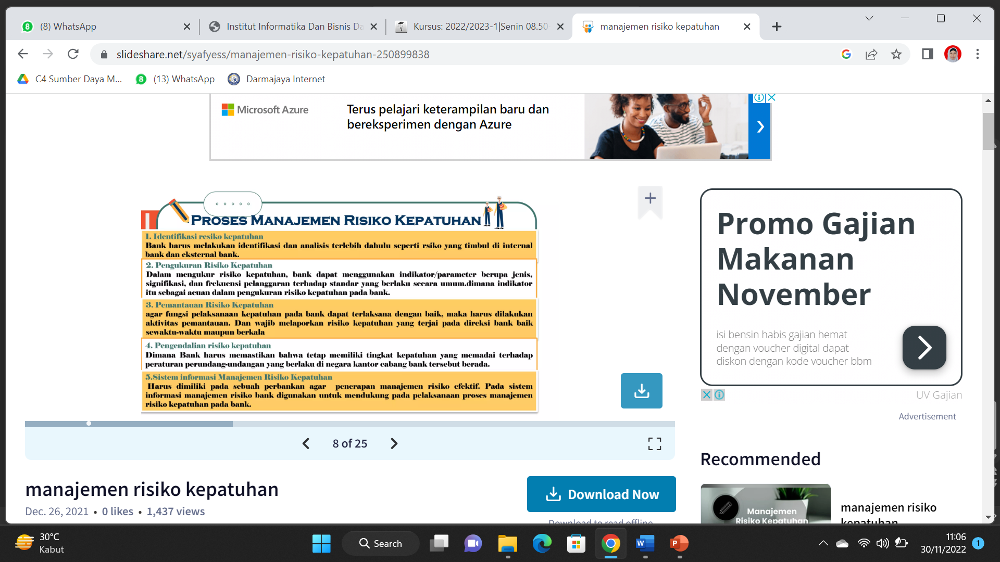 (8) WhatsApp
Institut Informatika Dan Bisnis Da
Kursus: 2022/2023-1|Senin 08.50
manajemen risiko kepatuhan
slideshare.net/syafyess/manajemen-risiko-kepatuhan-250899838
C4 Sumber Daya M...
(13) WhatsApp
Darmajaya Internet
Microsoft Azure
Terus pelajari keterampilan baru dan
bereksperimen dengan Azure
PROSES MANAJEMEN RISIKO KEPATUHAN
1. Identifikasi resiko kepatuhan
Bank harus melakukan identifikasi dan analisis terlebih dahulu seperti rsiko yang timbul di internal
bank dan eksternal bank.
2. Pengukuran Risiko Kepatuhan
Dalam mengukur risiko kepatuhan, bank dapat menggunakan indikator/parameter berupa jenis,
signifikasi, dan frekuensi pelanggaran terhadap standar yang berlaku secara umum.dimana indikator
itu sebagai acuan dalam pengukuran risiko kepatuhan pada bank.
3. Pemantauan Risiko Kepatuhan
agar fungsi pelaksanaan kepatuhan pada bank dapat terlaksana dengan baik, maka harus dilakukan
aktivitas pemantauan. Dan wajib melaporkan risiko kepatuhan yang terjai pada direksi bank baik
sewaktu-waktu maupun berkala
4. Pengendalian risiko kepatuhan
Dimana Bank harus memastikan bahwa tetap memiliki tingkat kepatuhan yang memadai terhadap
peraturan perundang-undangan yang berlaku di negara kantor cabang bank tersebut berada.
5.Sistem informasi Manajemen Risiko Kepatuhan
Harus dimiliki pada sebuah perbankan agar penerapan manajemen risiko efektif. Pada sistem
informasi manajemen risiko bank digunakan untuk mendukung pada pelaksanaan proses manajemen
risiko kepatuhan pada bank.
8 of 25
manajemen risiko kepatuhan
Dec. 26, 2021 • 0 likes • 1,437 views
Download Now
Download to read offline
Promo Gajian
Makanan
November
isi bensin habis gajian hemat
dengan voucher digital dapat
diskon dengan kode voucher bbm
UV Gajian
Advertisement
Recommended
Manajemen
Risiko Kepatuhan
manajemen risiko
kepatuhan
30°C
Kabut
Search
11:06
30/11/2022
1